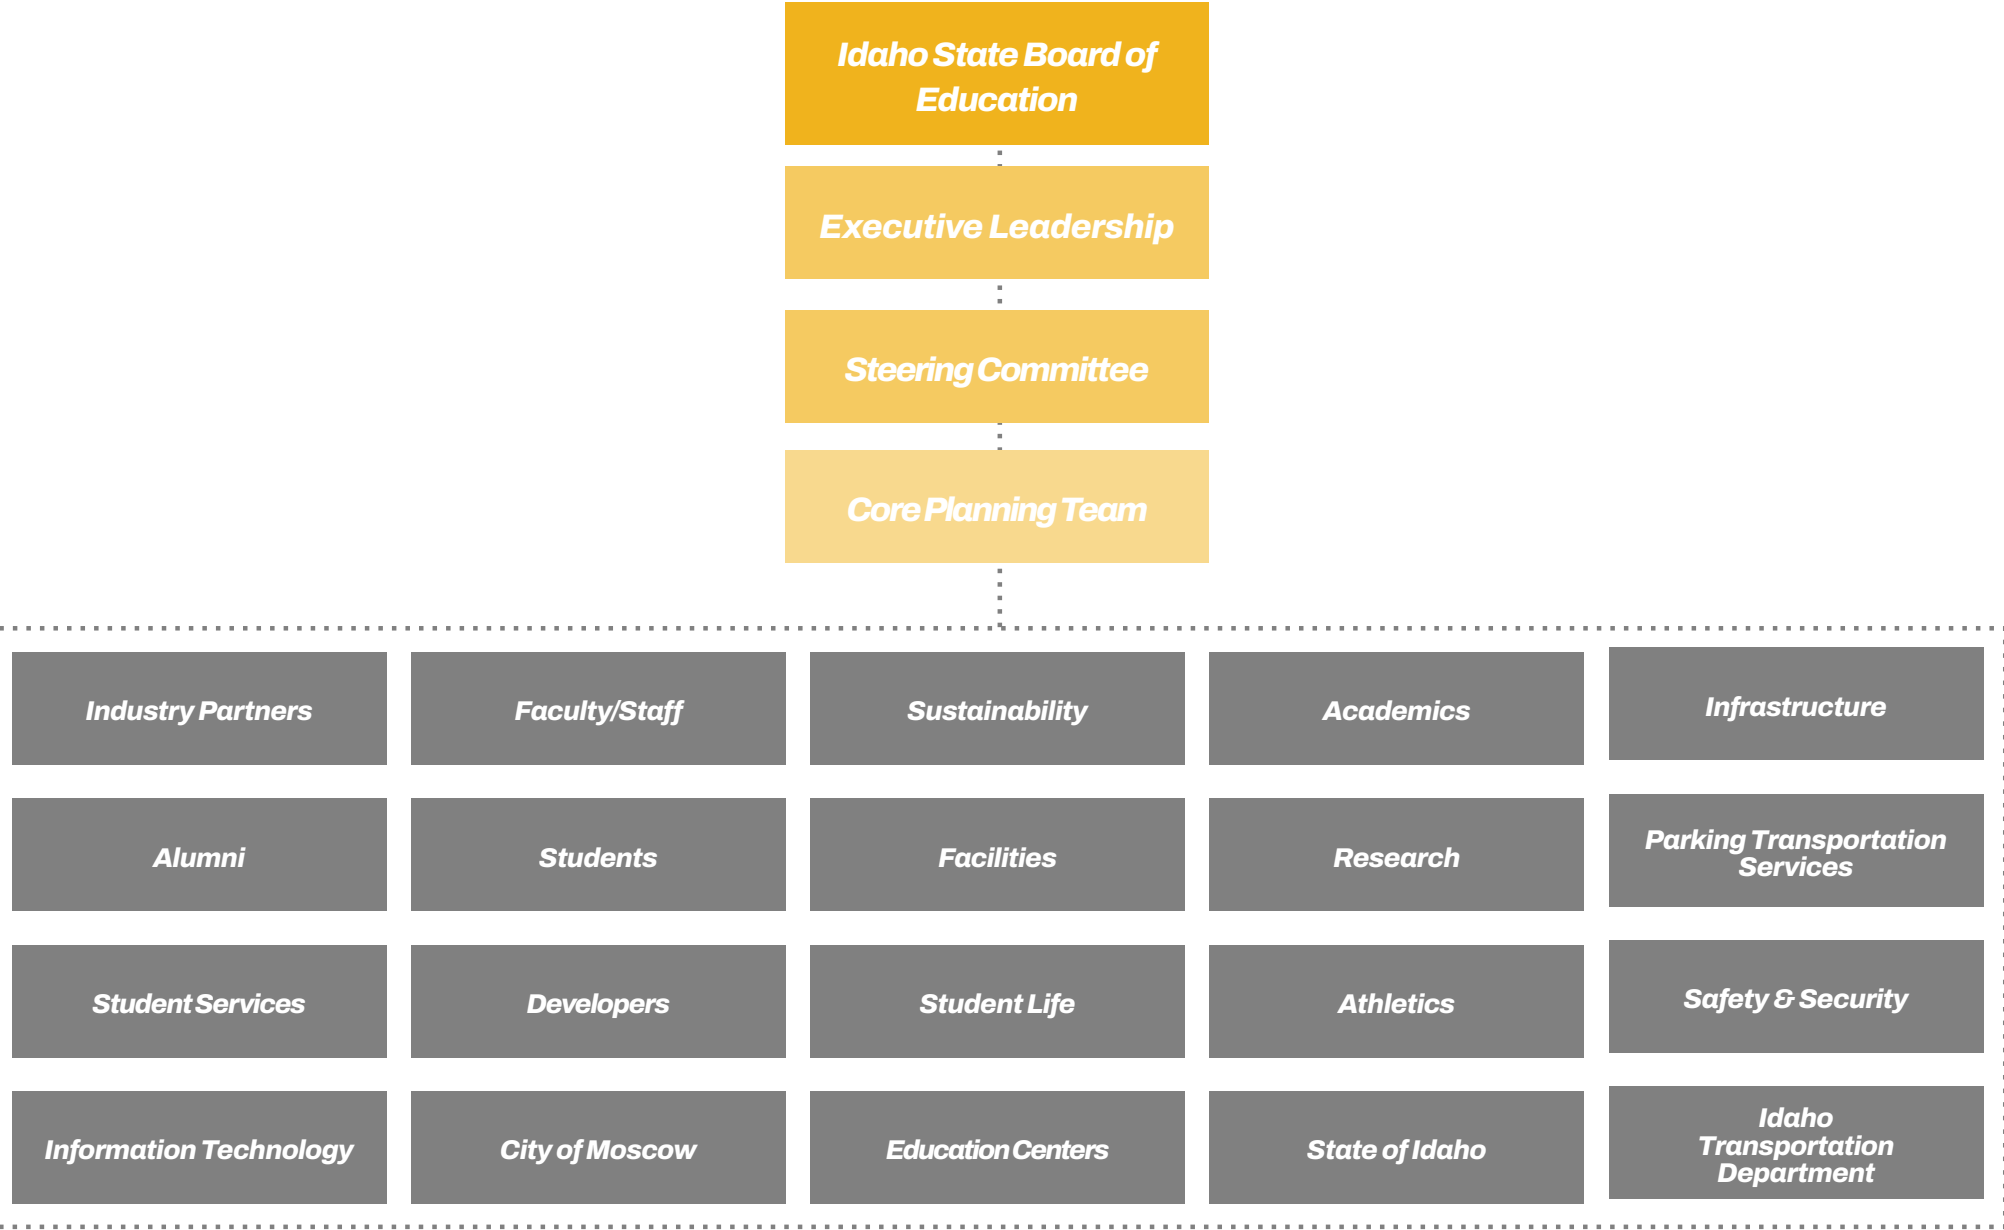 Idaho State Board of
Education
Executive Leadership
Steering Committee
Core Planning Team
Industry Partners
Faculty/Staff
Sustainability
Academics
Infrastructure
Alumni
Students
Facilities
Research
Parking Transportation
Services
Student Services
Developers
Student Life
Athletics
Safety & Security
Information Technology
City of Moscow
Education Centers
State of Idaho
Idaho
Transportation
Department